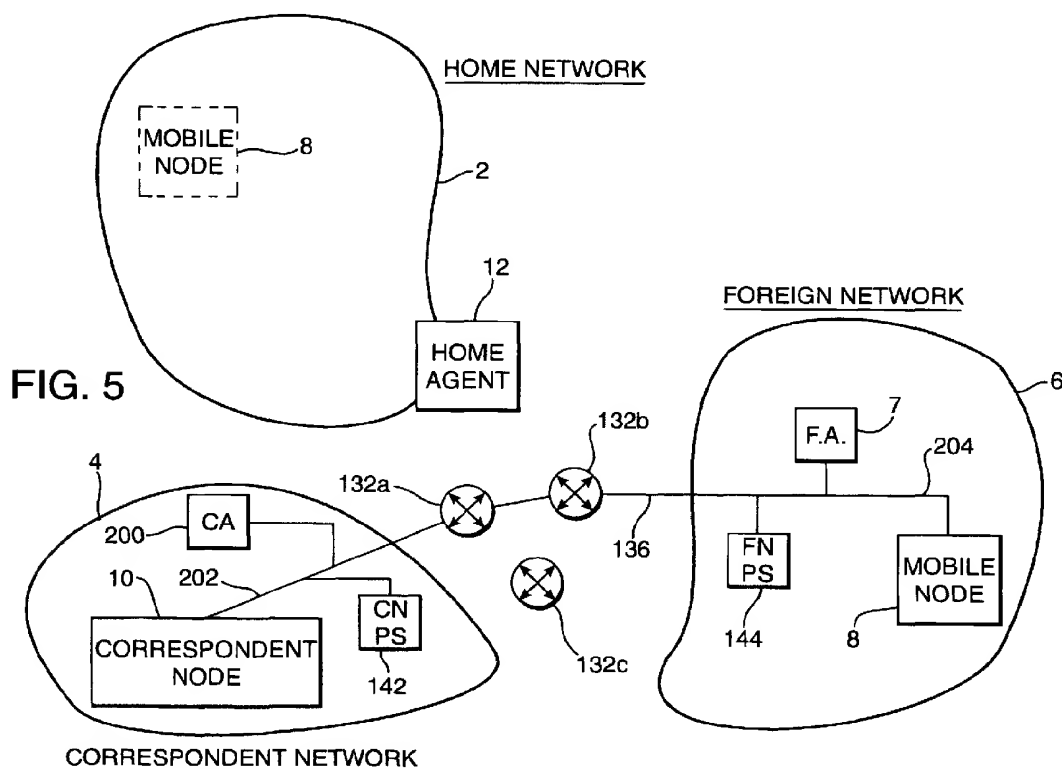 HOME NETWORK
MOBILE
NODE
8
2
12
HOME
AGENT
FIG. 5
FOREIGN NETWORK
6
7
F.A.
204
132b
132a
4
CA
200
202
136
FN
PS
144
MOBILE
NODE
8
10
CN
PS
142
132c
CORRESPONDENT
NODE
CORRESPONDENT NETWORK